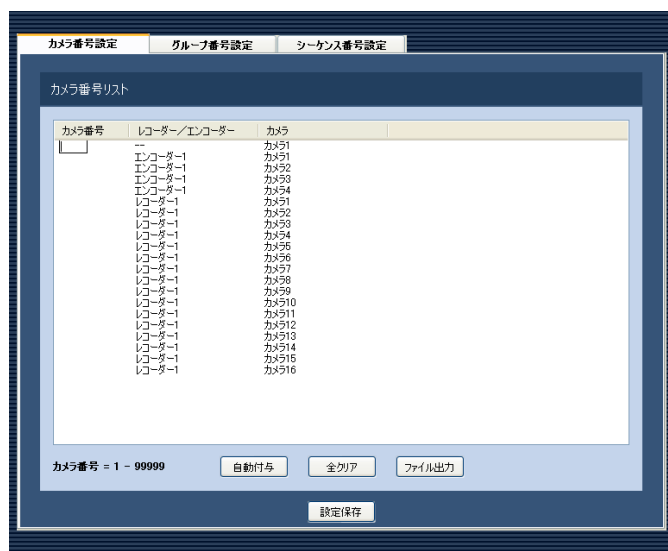 カメラ番号設定 グループ番号設定 シーケンス番号設定
カメラ番号リスト
カメラ番号 レコーダー／エンコーダー カメラ
-- カメラ1
エンコーダー1 カメラ1
エンコーダー1 カメラ2
エンコーダー1 カメラ3
エンコーダー1 カメラ4
レコーダー1 カメラ1
レコーダー1 カメラ2
レコーダー1 カメラ3
レコーダー1 カメラ4
レコーダー1 カメラ5
レコーダー1 カメラ6
レコーダー1 カメラ7
レコーダー1 カメラ8
レコーダー1 カメラ9
レコーダー1 カメラ10
レコーダー1 カメラ11
レコーダー1 カメラ12
レコーダー1 カメラ13
レコーダー1 カメラ14
レコーダー1 カメラ15
レコーダー1 カメラ16
カメラ番号 = 1 - 99999 自動付与 全クリア ファイル出力
設定保存